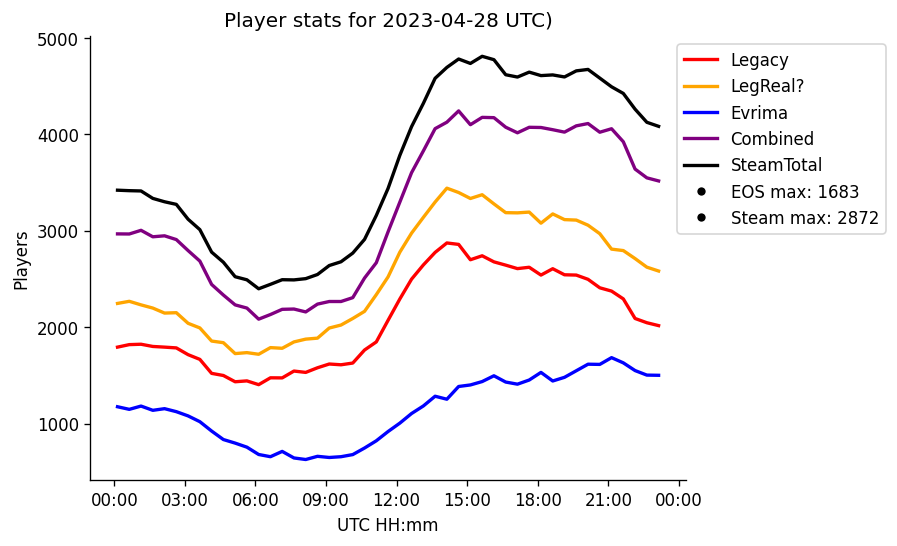 Player stats for 2023-04-28 UTC)
5000
4000
3000
2000
1000
Players
00:00 03:00 06:00 09:00 12:00 15:00 18:00 21:00 00:00
UTC HH:mm
Legacy
LegReal?
Evrima
Combined
SteamTotal
EOS max: 1683
Steam max: 2872